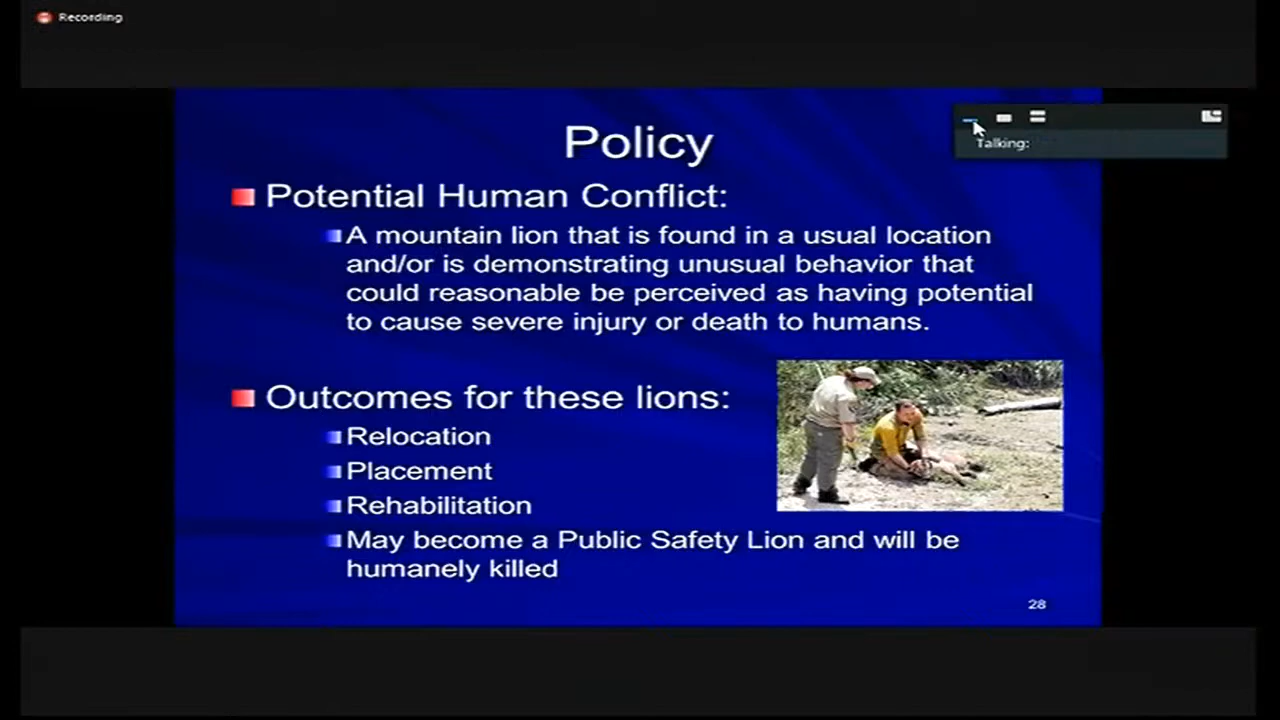 Recording
Policy
Talking:
Potential Human Conflict:
A mountain lion that is found in a usual location
and/or is demonstrating unusual behavior that
could reasonable be perceived as having potential
to cause severe injury or death to humans.
Outcomes for these lions:
Relocation
Placement
Rehabilitation
May become a Public Safety Lion and will be
humanely killed
28